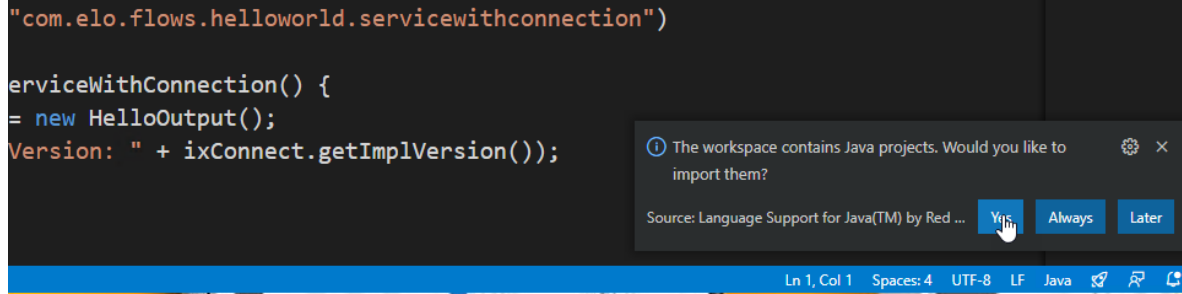 "com.elo.flows.helloworld.servicewithconnection")
erviceWithConnection() {
= new HelloOutput();
Version: " + ixConnect.getImplVersion());
The workspace contains Java projects. Would you like to
import them?
Source: Language Support for Java(TM) by Red ...
Yes
Always
Later
Ln 1, Col 1 Spaces: 4 UTF-8 LF Java